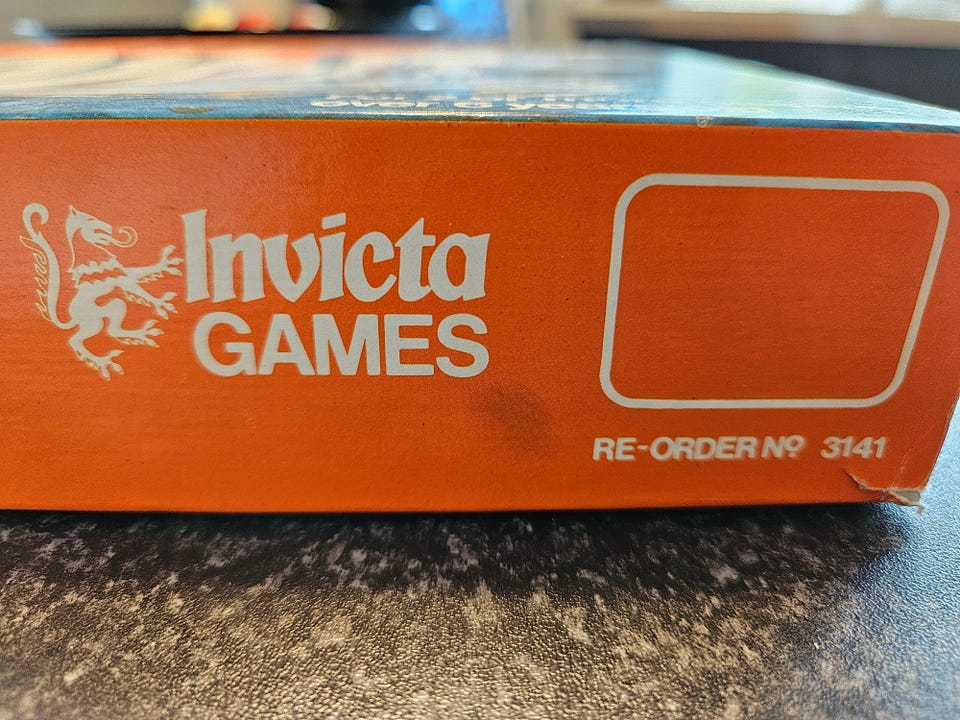 Invicta
GAMES
RE-ORDER Nº 3141